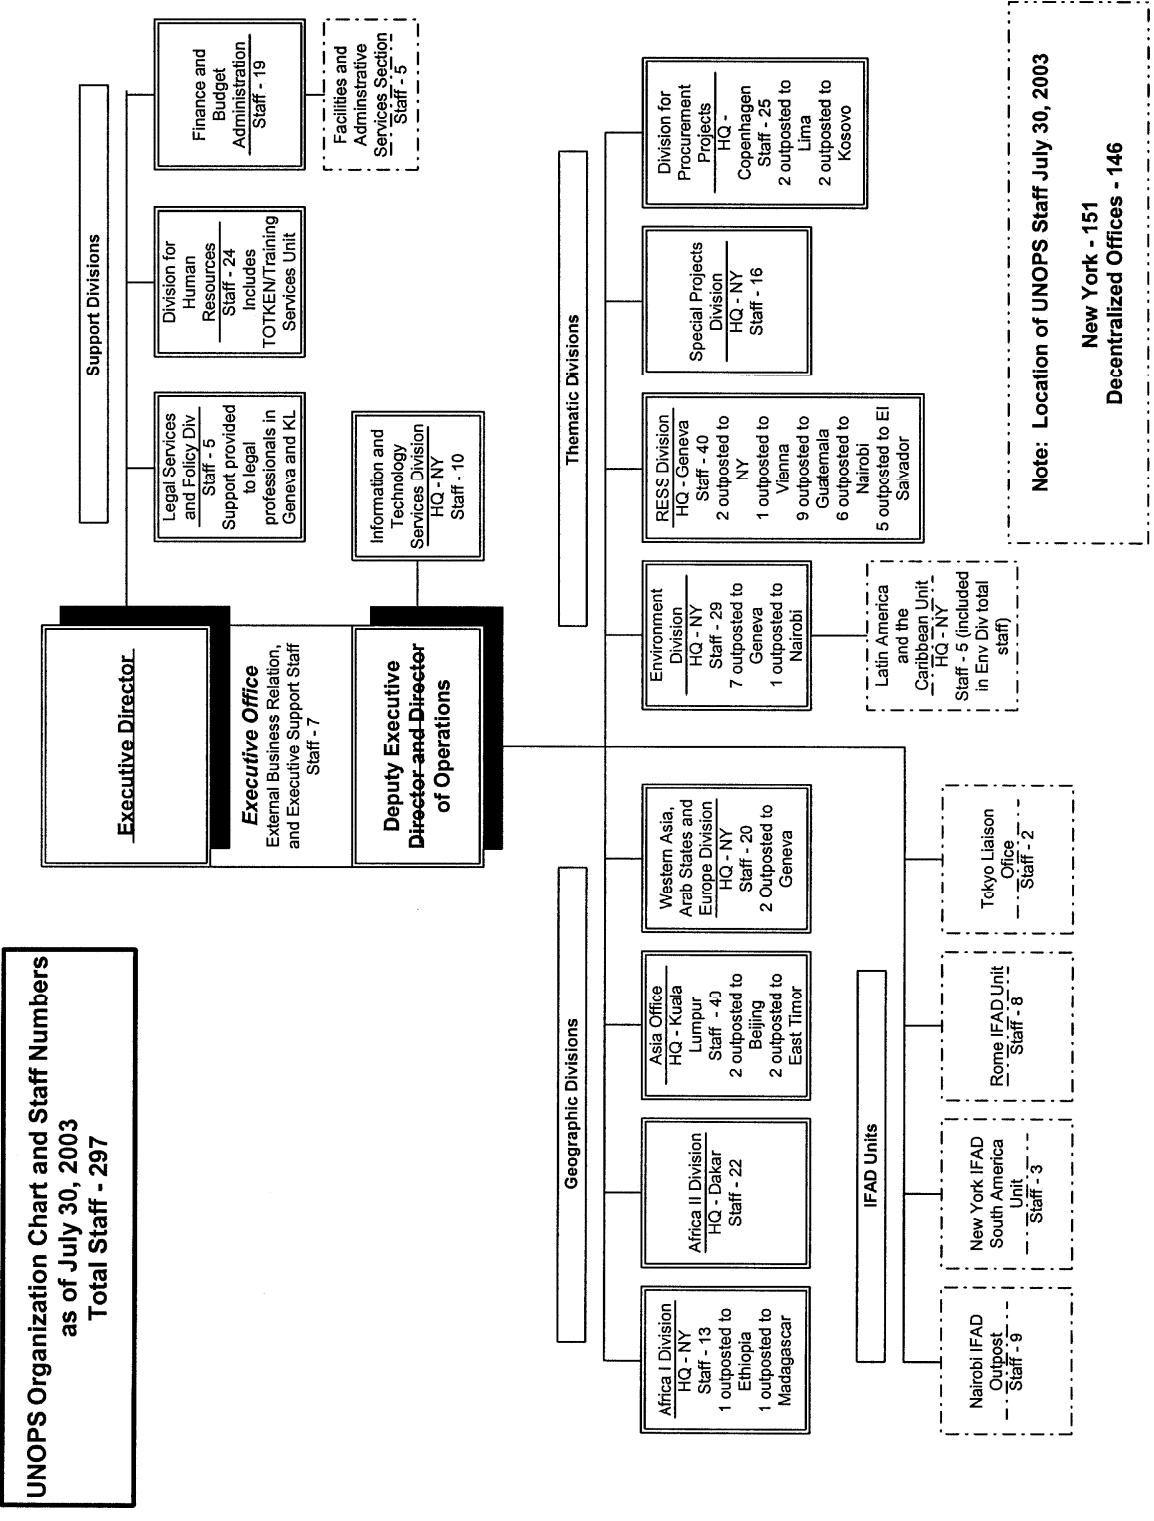 UNOPS Organization Chart and Staff Numbers
as of July 30, 2003
Total Staff - 297
Executive Director
Executive Office
External Business Relation,
and Executive Support Staff
Staff - 7
Deputy Executive
Director and Director
of Operations
Support Divisions
Legal Services
and Policy Div
Staff - 5
Support provided
to legal
professionals in
Geneva and KL
Division for
Human
Resources
Staff - 24
Includes
TOTKEN/Training
Services Unit
Finance and
Budget
Administration
Staff - 19
Facilities and
Adminstrative
Services Section
Staff - 5
Information and
Technology
Services Division
HQ - NY
Staff - 10
Geographic Divisions
Africa I Division
HQ - NY
Staff - 13
1 outposted to
Ethiopia
1 outposted to
Madagascar
Africa II Division
HQ - Dakar
Staff - 22
Asia Office
HQ - Kuala
Lumpur
Staff - 40
2 outposted to
Beijing
2 outposted to
East Timor
Western Asia,
Arab States and
Europe Division
HQ - NY
Staff - 20
2 Outposted to
Geneva
Thematic Divisions
Environment
Division
HQ - NY
Staff - 29
7 outposted to
Geneva
1 outposted to
Nairobi
Latin America
and the
Caribbean Unit
HQ - NY
Staff - 5 (included
in Env Div total
staff)
RESS Division
HQ - Geneva
Staff - 40
2 outposted to
NY
1 outposted to
Vienna
9 outposted to
Guatemala
6 outposted to
Nairobi
5 outposted to El
Salvador
Special Projects
Division
HQ - NY
Staff - 16
Division for
Procurement
Projects
HQ -
Copenhagen
Staff - 25
2 outposted to
Lima
2 outposted to
Kosovo
IFAD Units
Nairobi IFAD
Outpost
Staff - 9
New York IFAD
South America
Unit
Staff - 3
Rome IFAD Unit
Staff - 8
Tokyo Liaison
Ofice
Staff - 2
Note: Location of UNOPS Staff July 30, 2003
New York - 151
Decentralized Offices - 146